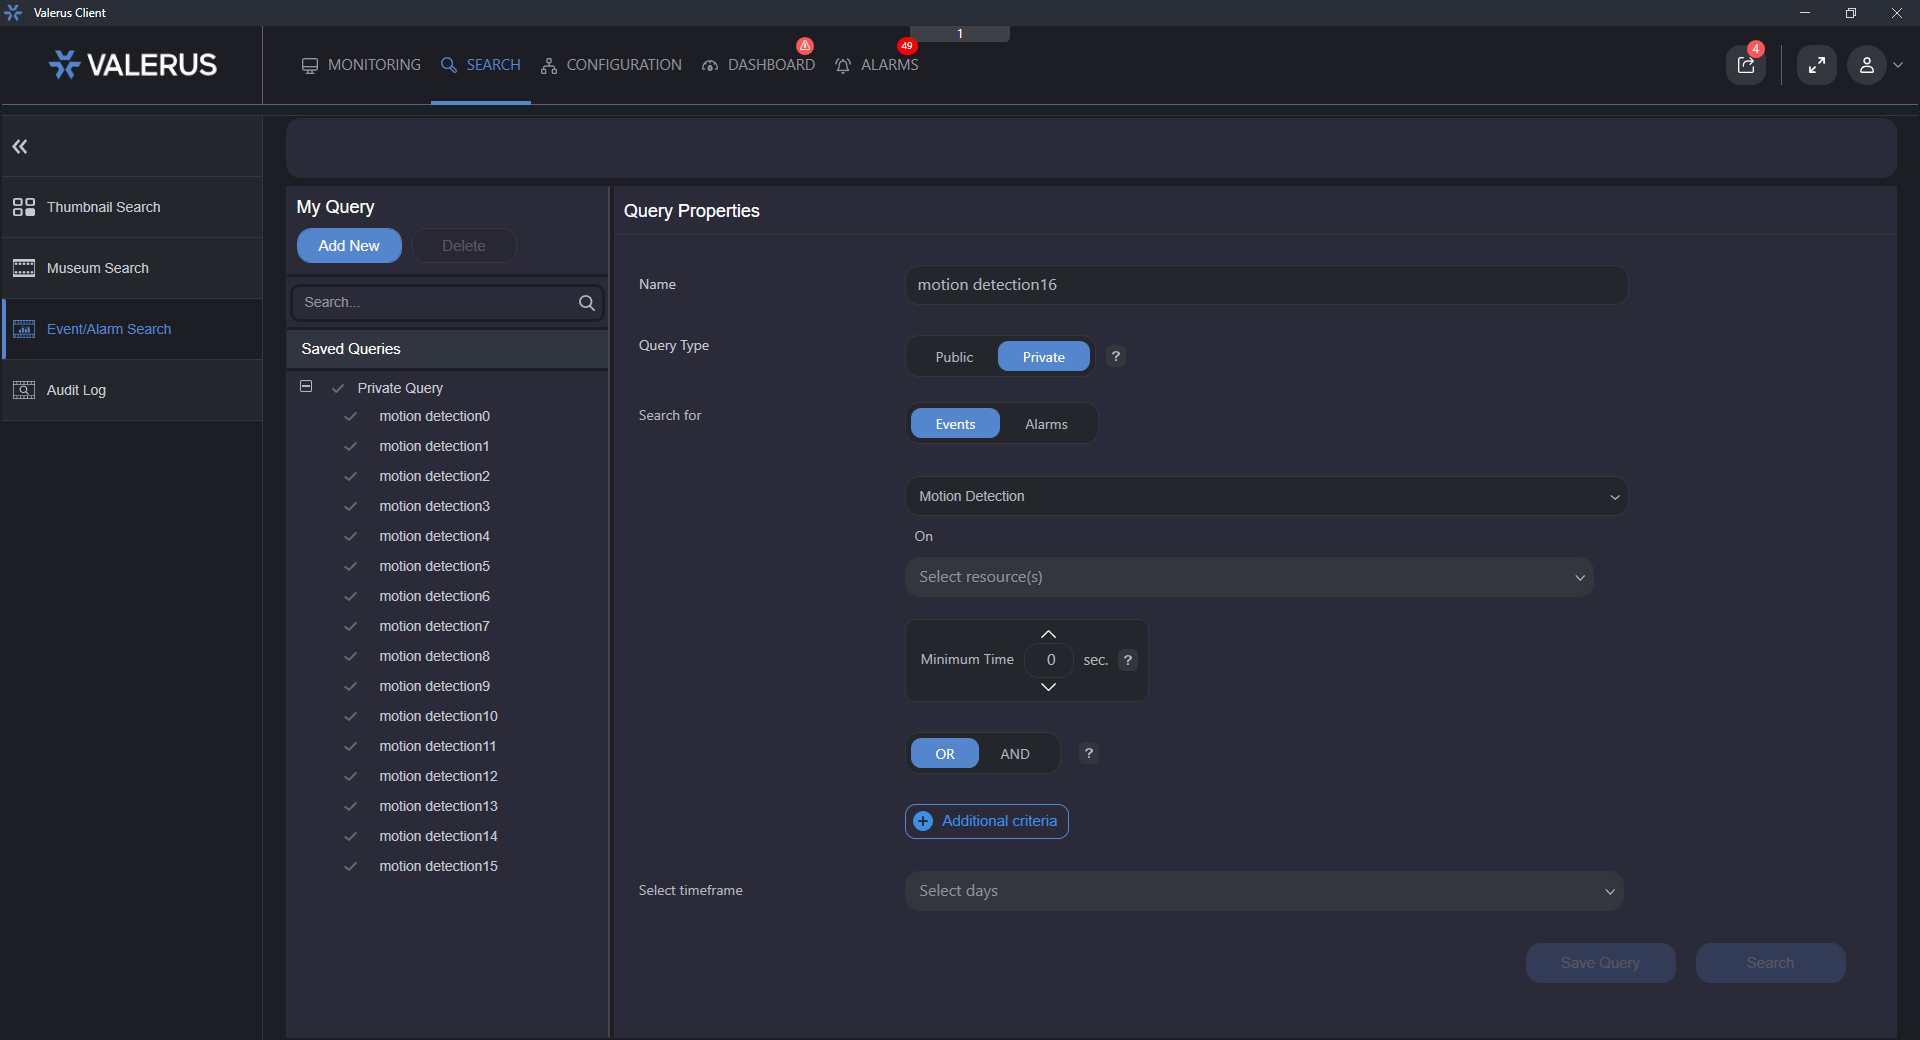 Valerus Client
1
VALERUS
MONITORING
SEARCH
CONFIGURATION
DASHBOARD
49
ALARMS
4
Thumbnail Search
Museum Search
Event/Alarm Search
Audit Log
My Query
Add New
Delete
Search...
Saved Queries
Private Query
motion detection0
motion detection1
motion detection2
motion detection3
motion detection4
motion detection5
motion detection6
motion detection7
motion detection8
motion detection9
motion detection10
motion detection11
motion detection12
motion detection13
motion detection14
motion detection15
Query Properties
Name
motion detection16
Query Type
Public
Private
?
Search for
Events
Alarms
Motion Detection
On
Select resource(s)
Minimum Time
0
sec.
?
OR
AND
?
Additional criteria
Select timeframe
Select days
Save Query
Search